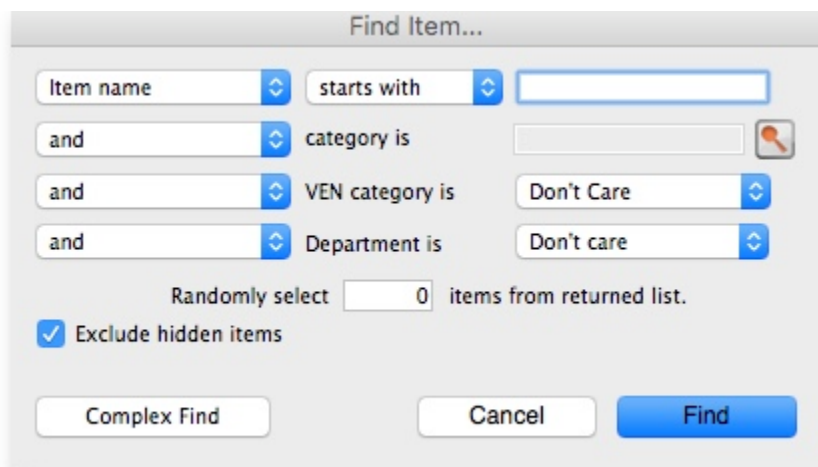 Find Item...
Item name starts with
and category is
and VEN category is Don't Care
and Department is Don't care
Randomly select 0 items from returned list.
Exclude hidden items
Complex Find Cancel Find